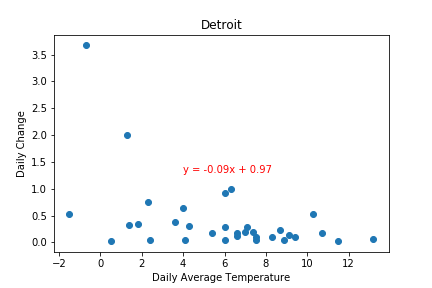 Detroit
Daily Change
3.5
3.0
2.5
2.0
1.5
1.0
0.5
0.0
y = -0.09x + 0.97
−2 0 2 4 6 8 10 12
Daily Average Temperature